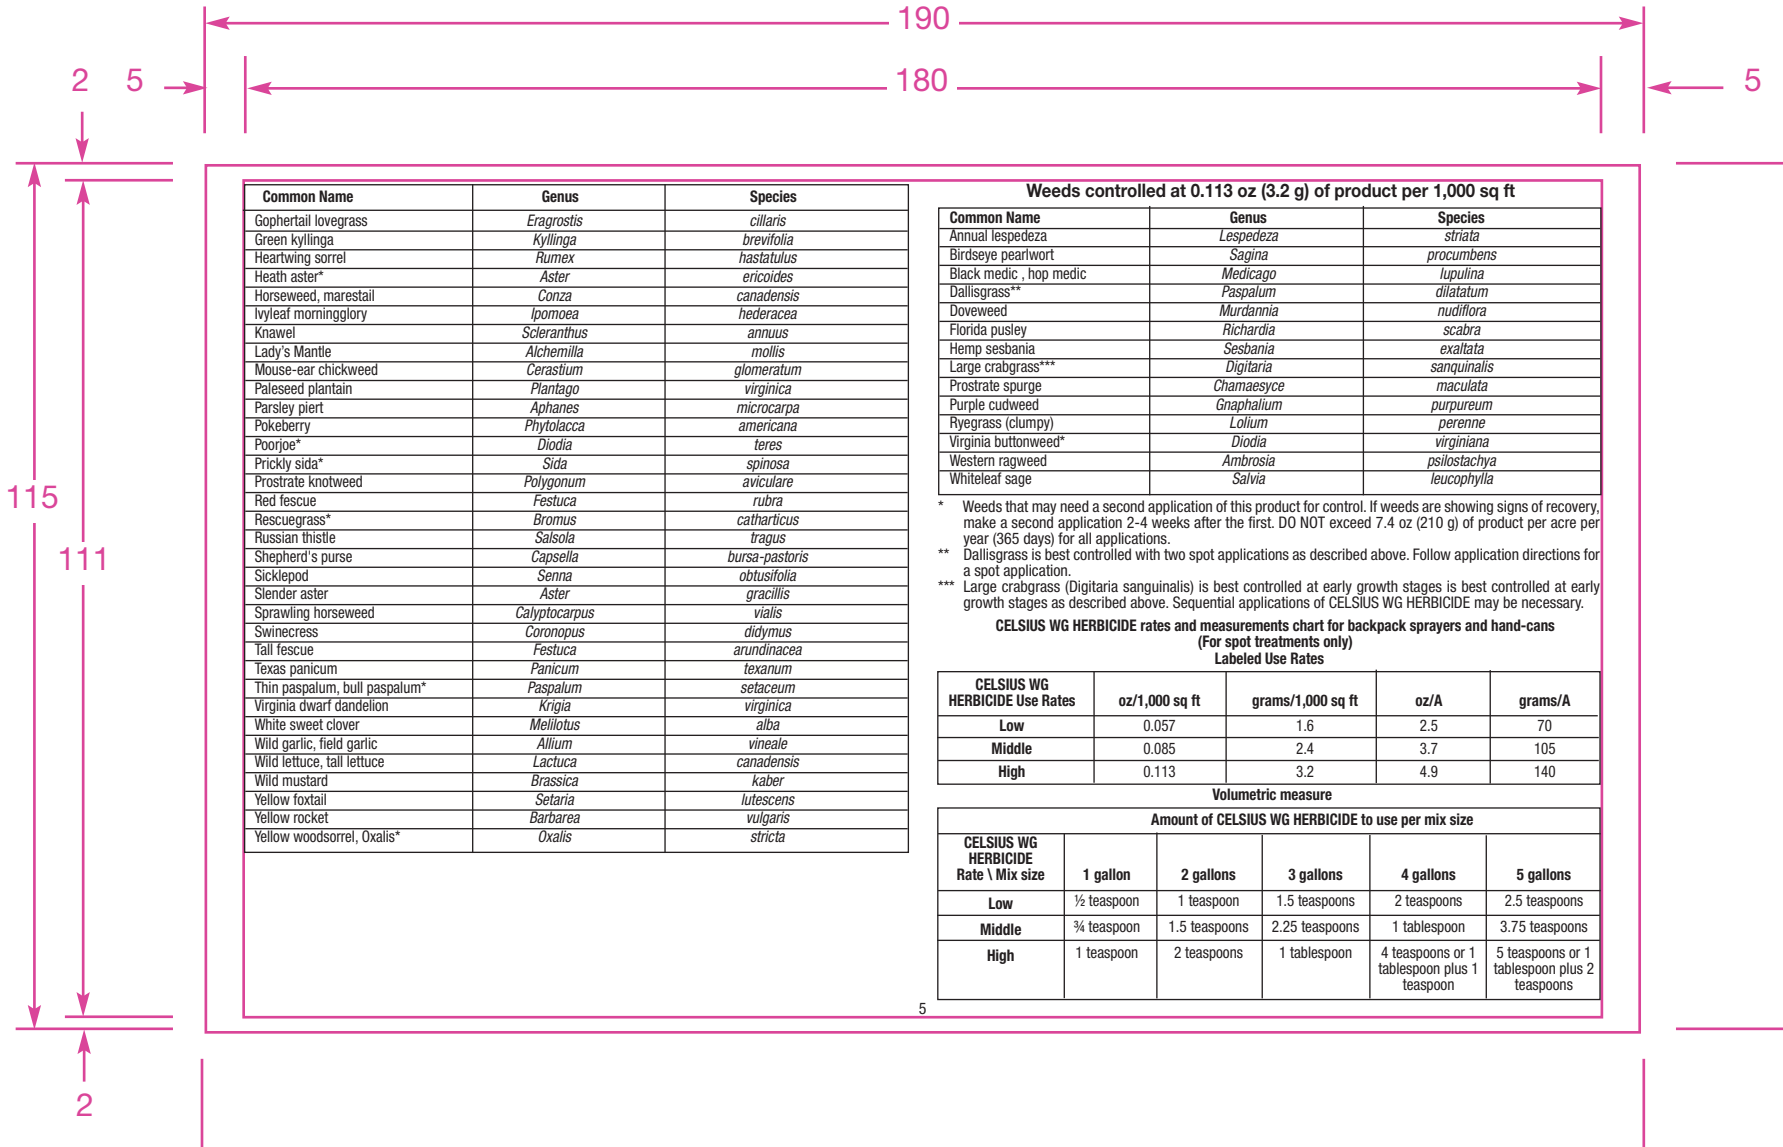 190
2 5 180 5
115
111
2
Common Name Genus Species
Gophertail lovegrass Eragrostis cillaris
Green kyllinga Kyllinga brevifolia
Heartwing sorrel Rumex hastatulus
Heath aster* Aster ericoides
Horseweed, marestail Conza canadensis
Ivyleaf morningglory Ipomoea hederacea
Knawel Scleranthus annuus
Lady's Mantle Alchemilla mollis
Mouse-ear chickweed Cerastium glomeratum
Paleseed plantain Plantago virginica
Parsley piert Aphanes microcarpa
Pokeberry Phytolacca americana
Poorjoe* Diodia teres
Prickly sida* Sida spinosa
Prostrate knotweed Polygonum aviculare
Red fescue Festuca rubra
Rescuegrass* Bromus catharticus
Russian thistle Salsola tragus
Shepherd's purse Capsella bursa-pastoris
Sicklepod Senna obtusifolia
Slender aster Aster gracillis
Sprawling horseweed Calyptocarpus vialis
Swinecress Coronopus didymus
Tall fescue Festuca arundinacea
Texas panicum Panicum texanum
Thin paspalum, bull paspalum* Paspalum setaceum
Virginia dwarf dandelion Krigia virginica
White sweet clover Melilotus alba
Wild garlic, field garlic Allium vineale
Wild lettuce, tall lettuce Lactuca canadensis
Wild mustard Brassica kaber
Yellow foxtail Setaria lutescens
Yellow rocket Barbarea vulgaris
Yellow woodsorrel, Oxalis* Oxalis stricta
Weeds controlled at 0.113 oz (3.2 g) of product per 1,000 sq ft
Common Name Genus Species
Annual lespedeza Lespedeza striata
Birdseye pearlwort Sagina procumbens
Black medic , hop medic Medicago lupulina
Dallisgrass** Paspalum dilatatum
Doveweed Murdannia nudiflora
Florida pusley Richardia scabra
Hemp sesbania Sesbania exaltata
Large crabgrass*** Digitaria sanquinalis
Prostrate spurge Chamaesyce maculata
Purple cudweed Gnaphalium purpureum
Ryegrass (clumpy) Lolium perenne
Virginia buttonweed* Diodia virginiana
Western ragweed Ambrosia psilostachya
Whiteleaf sage Salvia leucophylla
* Weeds that may need a second application of this product for control. If weeds are showing signs of recovery,
make a second application 2-4 weeks after the first. DO NOT exceed 7.4 oz (210 g) of product per acre per
year (365 days) for all applications.
** Dallisgrass is best controlled with two spot applications as described above. Follow application directions for
a spot application.
*** Large crabgrass (Digitaria sanguinalis) is best controlled at early growth stages is best controlled at early
growth stages as described above. Sequential applications of CELSIUS WG HERBICIDE may be necessary.
CELSIUS WG HERBICIDE rates and measurements chart for backpack sprayers and hand-cans
(For spot treatments only)
Labeled Use Rates
CELSIUS WG
HERBICIDE Use Rates oz/1,000 sq ft grams/1,000 sq ft oz/A grams/A
Low 0.057 1.6 2.5 70
Middle 0.085 2.4 3.7 105
High 0.113 3.2 4.9 140
Volumetric measure
Amount of CELSIUS WG HERBICIDE to use per mix size
CELSIUS WG
HERBICIDE
Rate \ Mix size 1 gallon 2 gallons 3 gallons 4 gallons 5 gallons
Low ½ teaspoon 1 teaspoon 1.5 teaspoons 2 teaspoons 2.5 teaspoons
Middle ¾ teaspoon 1.5 teaspoons 2.25 teaspoons 1 tablespoon 3.75 teaspoons
High 1 teaspoon 2 teaspoons 1 tablespoon 4 teaspoons or 1 5 teaspoons or 1
tablespoon plus 1 tablespoon plus 2
teaspoon teaspoons
5